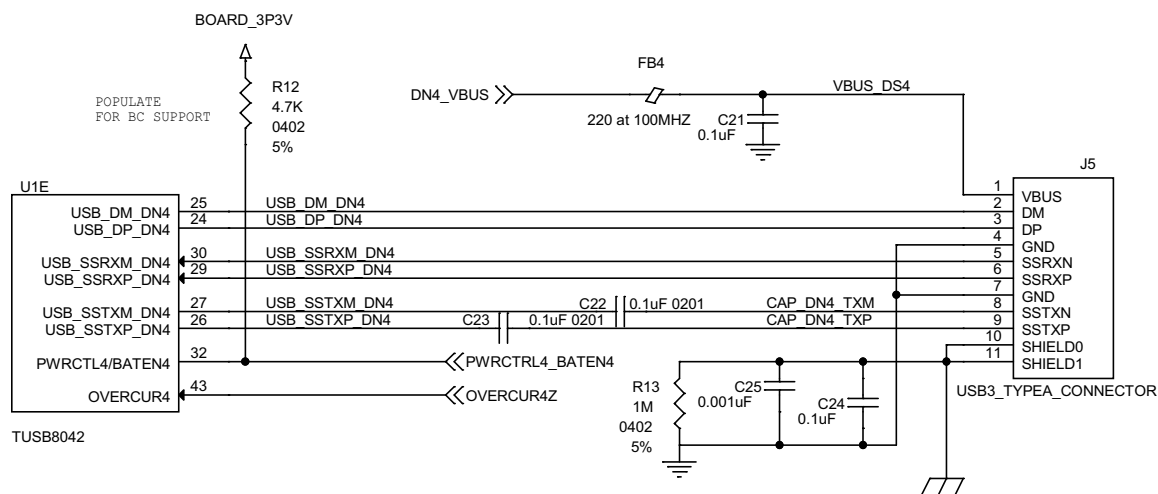 BOARD_3P3V
FB4
R12
4.7K
0402
5%
POPULATE
FOR BC SUPPORT
DN4_VBUS
VBUS_DS4
220 at 100MHZ
C21
0.1uF
J5
U1E
USB_DM_DN4 25 USB_DM_DN4 2 DM
USB_DP_DN4 24 USB_DP_DN4 3 DP
1 VBUS
4 GND
USB_SSRXM_DN4 30 USB_SSRXM_DN4 5 SSRXN
USB_SSRXP_DN4 29 USB_SSRXP_DN4 6 SSRXP
7 GND
USB_SSTXM_DN4 27 USB_SSTXM_DN4 C22 0.1uF 0201 CAP_DN4_TXM 8 SSTXN
USB_SSTXP_DN4 26 USB_SSTXP_DN4 C23 0.1uF 0201 CAP_DN4_TXP 9 SSTXP
10 SHIELD0
PWRCTL4/BATEN4 32 PWRCTRL4_BATEN4 11 SHIELD1
OVERCUR4 43 OVERCUR4Z
USB3_TYPEA_CONNECTOR
R13
1M
0402
5%
C25
0.001uF
C24
0.1uF
TUSB8042